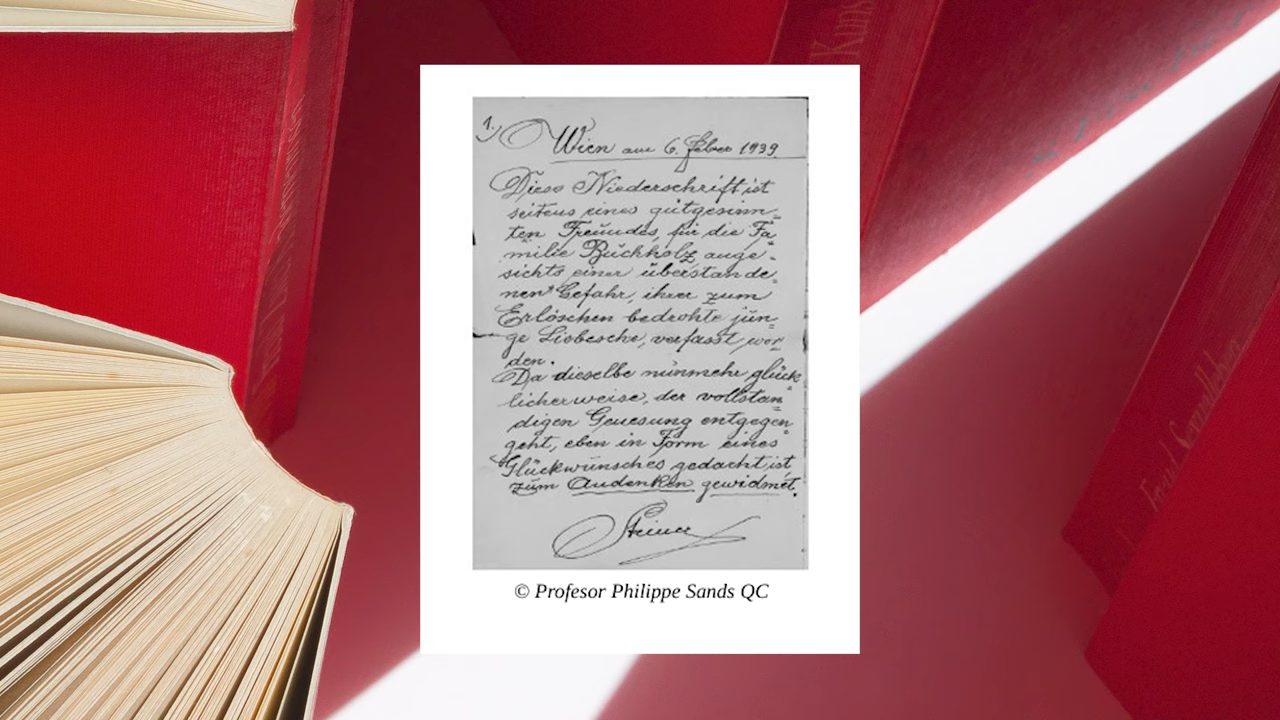 1.
Wien am 6. Feber 1939.
Diese Niederschrift ist
seitens eines gutgesinn=
ten Freundes, für die Fa=
milie Buchholz ange=
sichts einer überstande=
nen Gefahr, ihrer zum
Erlöschen bedrohte jun=
ge Liebesehe, verfasst wor=
den.
Da dieselbe nunmehr glück=
licherweise, der vollstän=
digen Genesung entgegen=
geht, eben in Form eines
Glückwunsches gedacht ist
zum Andenken gewidmet.
Steiner
© Profesor Philippe Sands QC